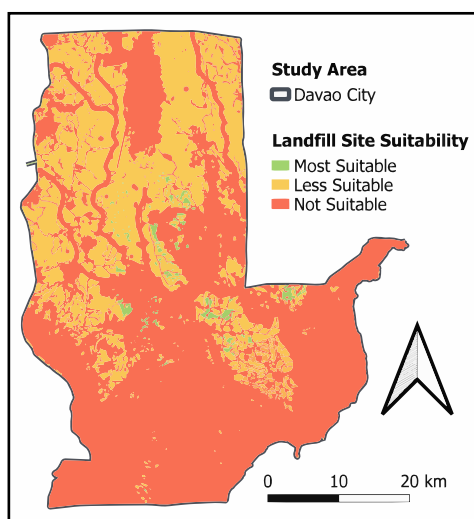 Study Area
Davao City
Landfill Site Suitability
Most Suitable
Less Suitable
Not Suitable
0 10 20 km